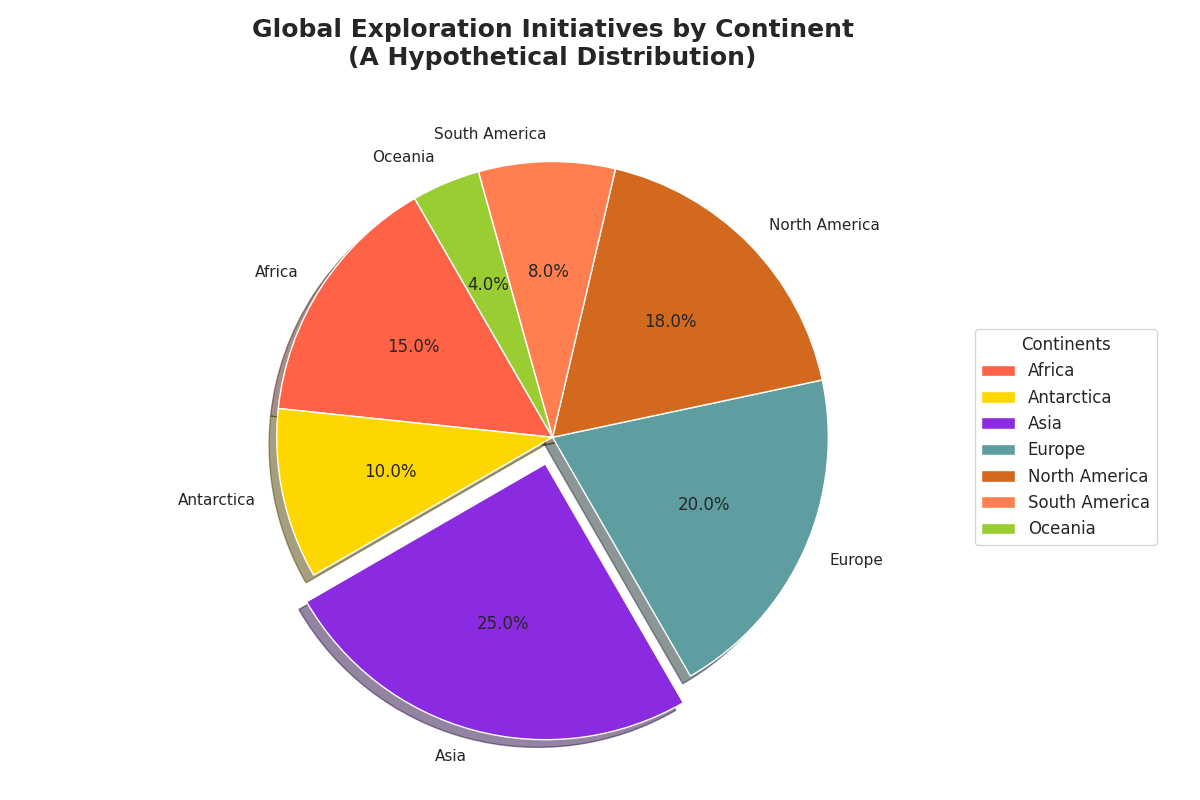 Global Exploration Initiatives by Continent
(A Hypothetical Distribution)
South America
Oceania
North America
Africa
8.0%
4.0%
18.0%
15.0%
Continents
Africa
Antarctica
Asia
Europe
North America
South America
Oceania
10.0%
Antarctica
20.0%
Europe
25.0%
Asia